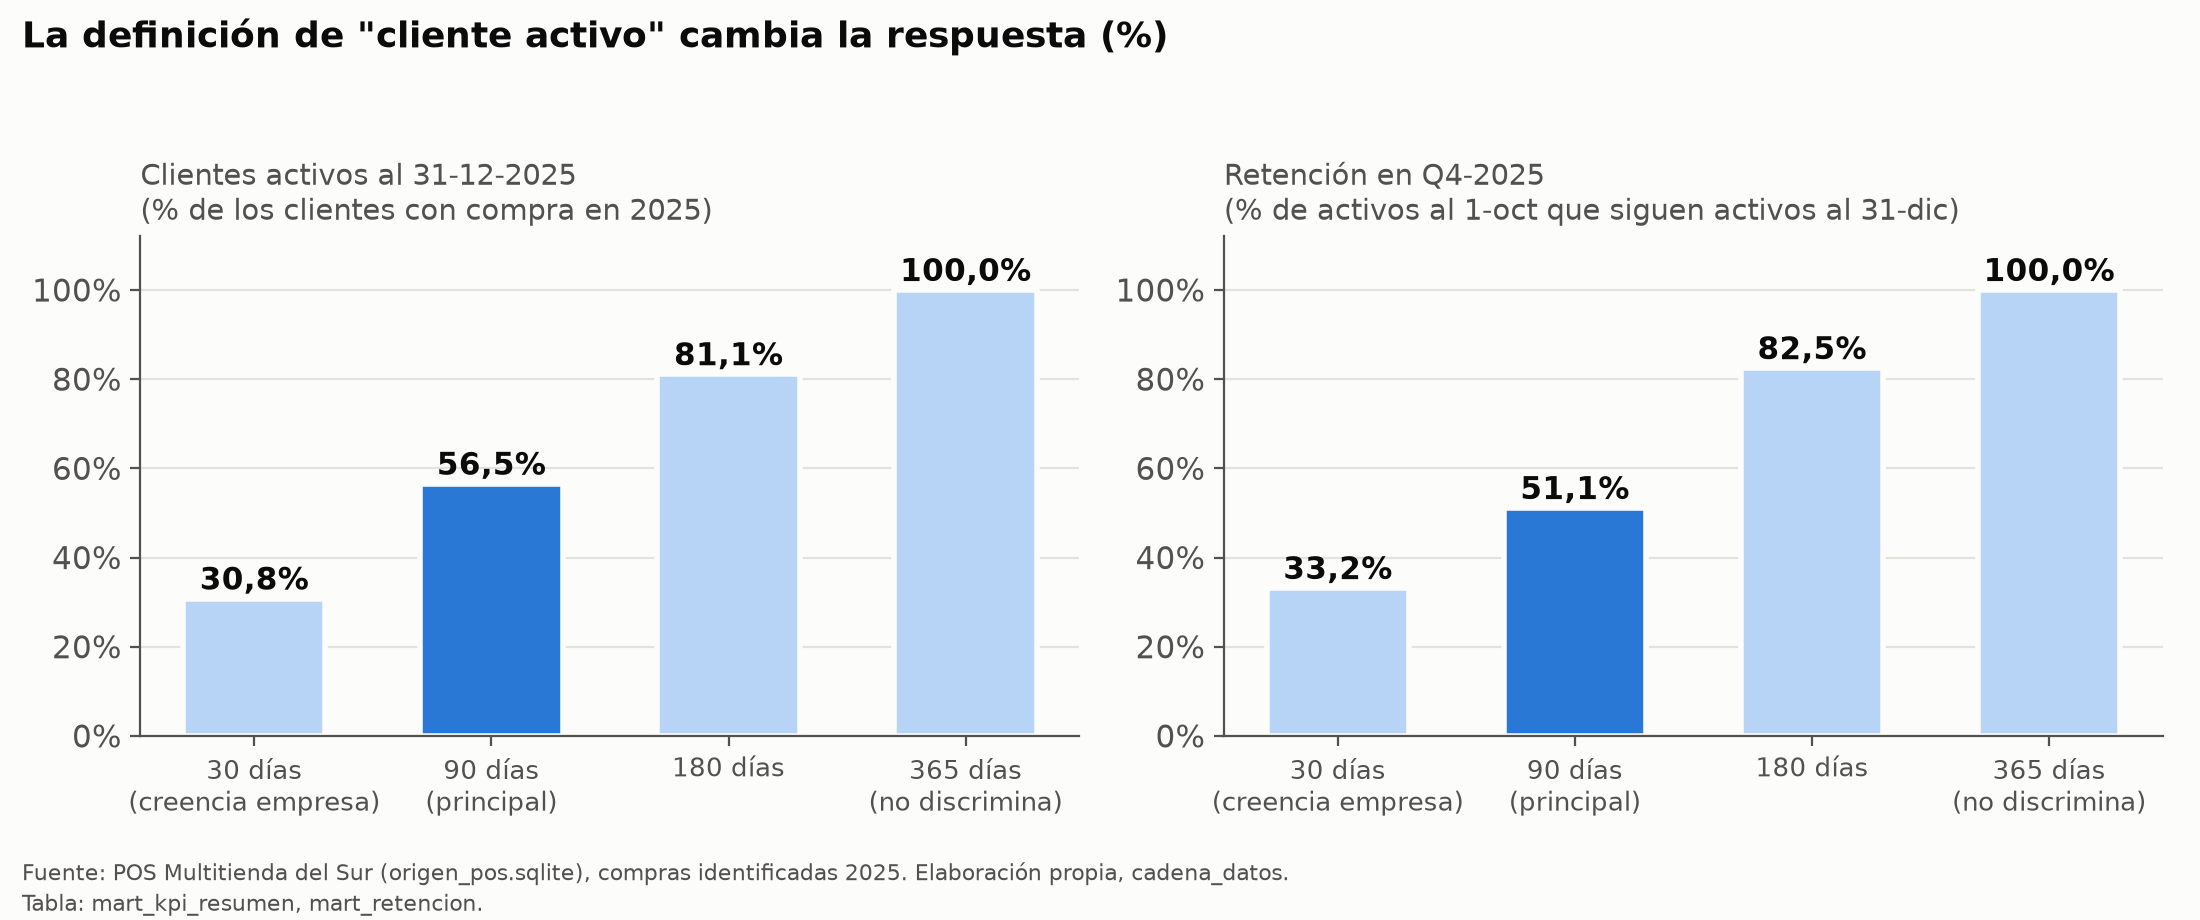 La definición de "cliente activo" cambia la respuesta (%)
Clientes activos al 31-12-2025
(% de los clientes con compra en 2025)
100%
80%
60%
40%
20%
0%
30,8%
56,5%
81,1%
100,0%
30 días
(creencia empresa)
90 días
(principal)
180 días
365 días
(no discrimina)
Retención en Q4-2025
(% de activos al 1-oct que siguen activos al 31-dic)
100%
80%
60%
40%
20%
0%
33,2%
51,1%
82,5%
100,0%
30 días
(creencia empresa)
90 días
(principal)
180 días
365 días
(no discrimina)
Fuente: POS Multitienda del Sur (origen_pos.sqlite), compras identificadas 2025. Elaboración propia, cadena_datos.
Tabla: mart_kpi_resumen, mart_retencion.